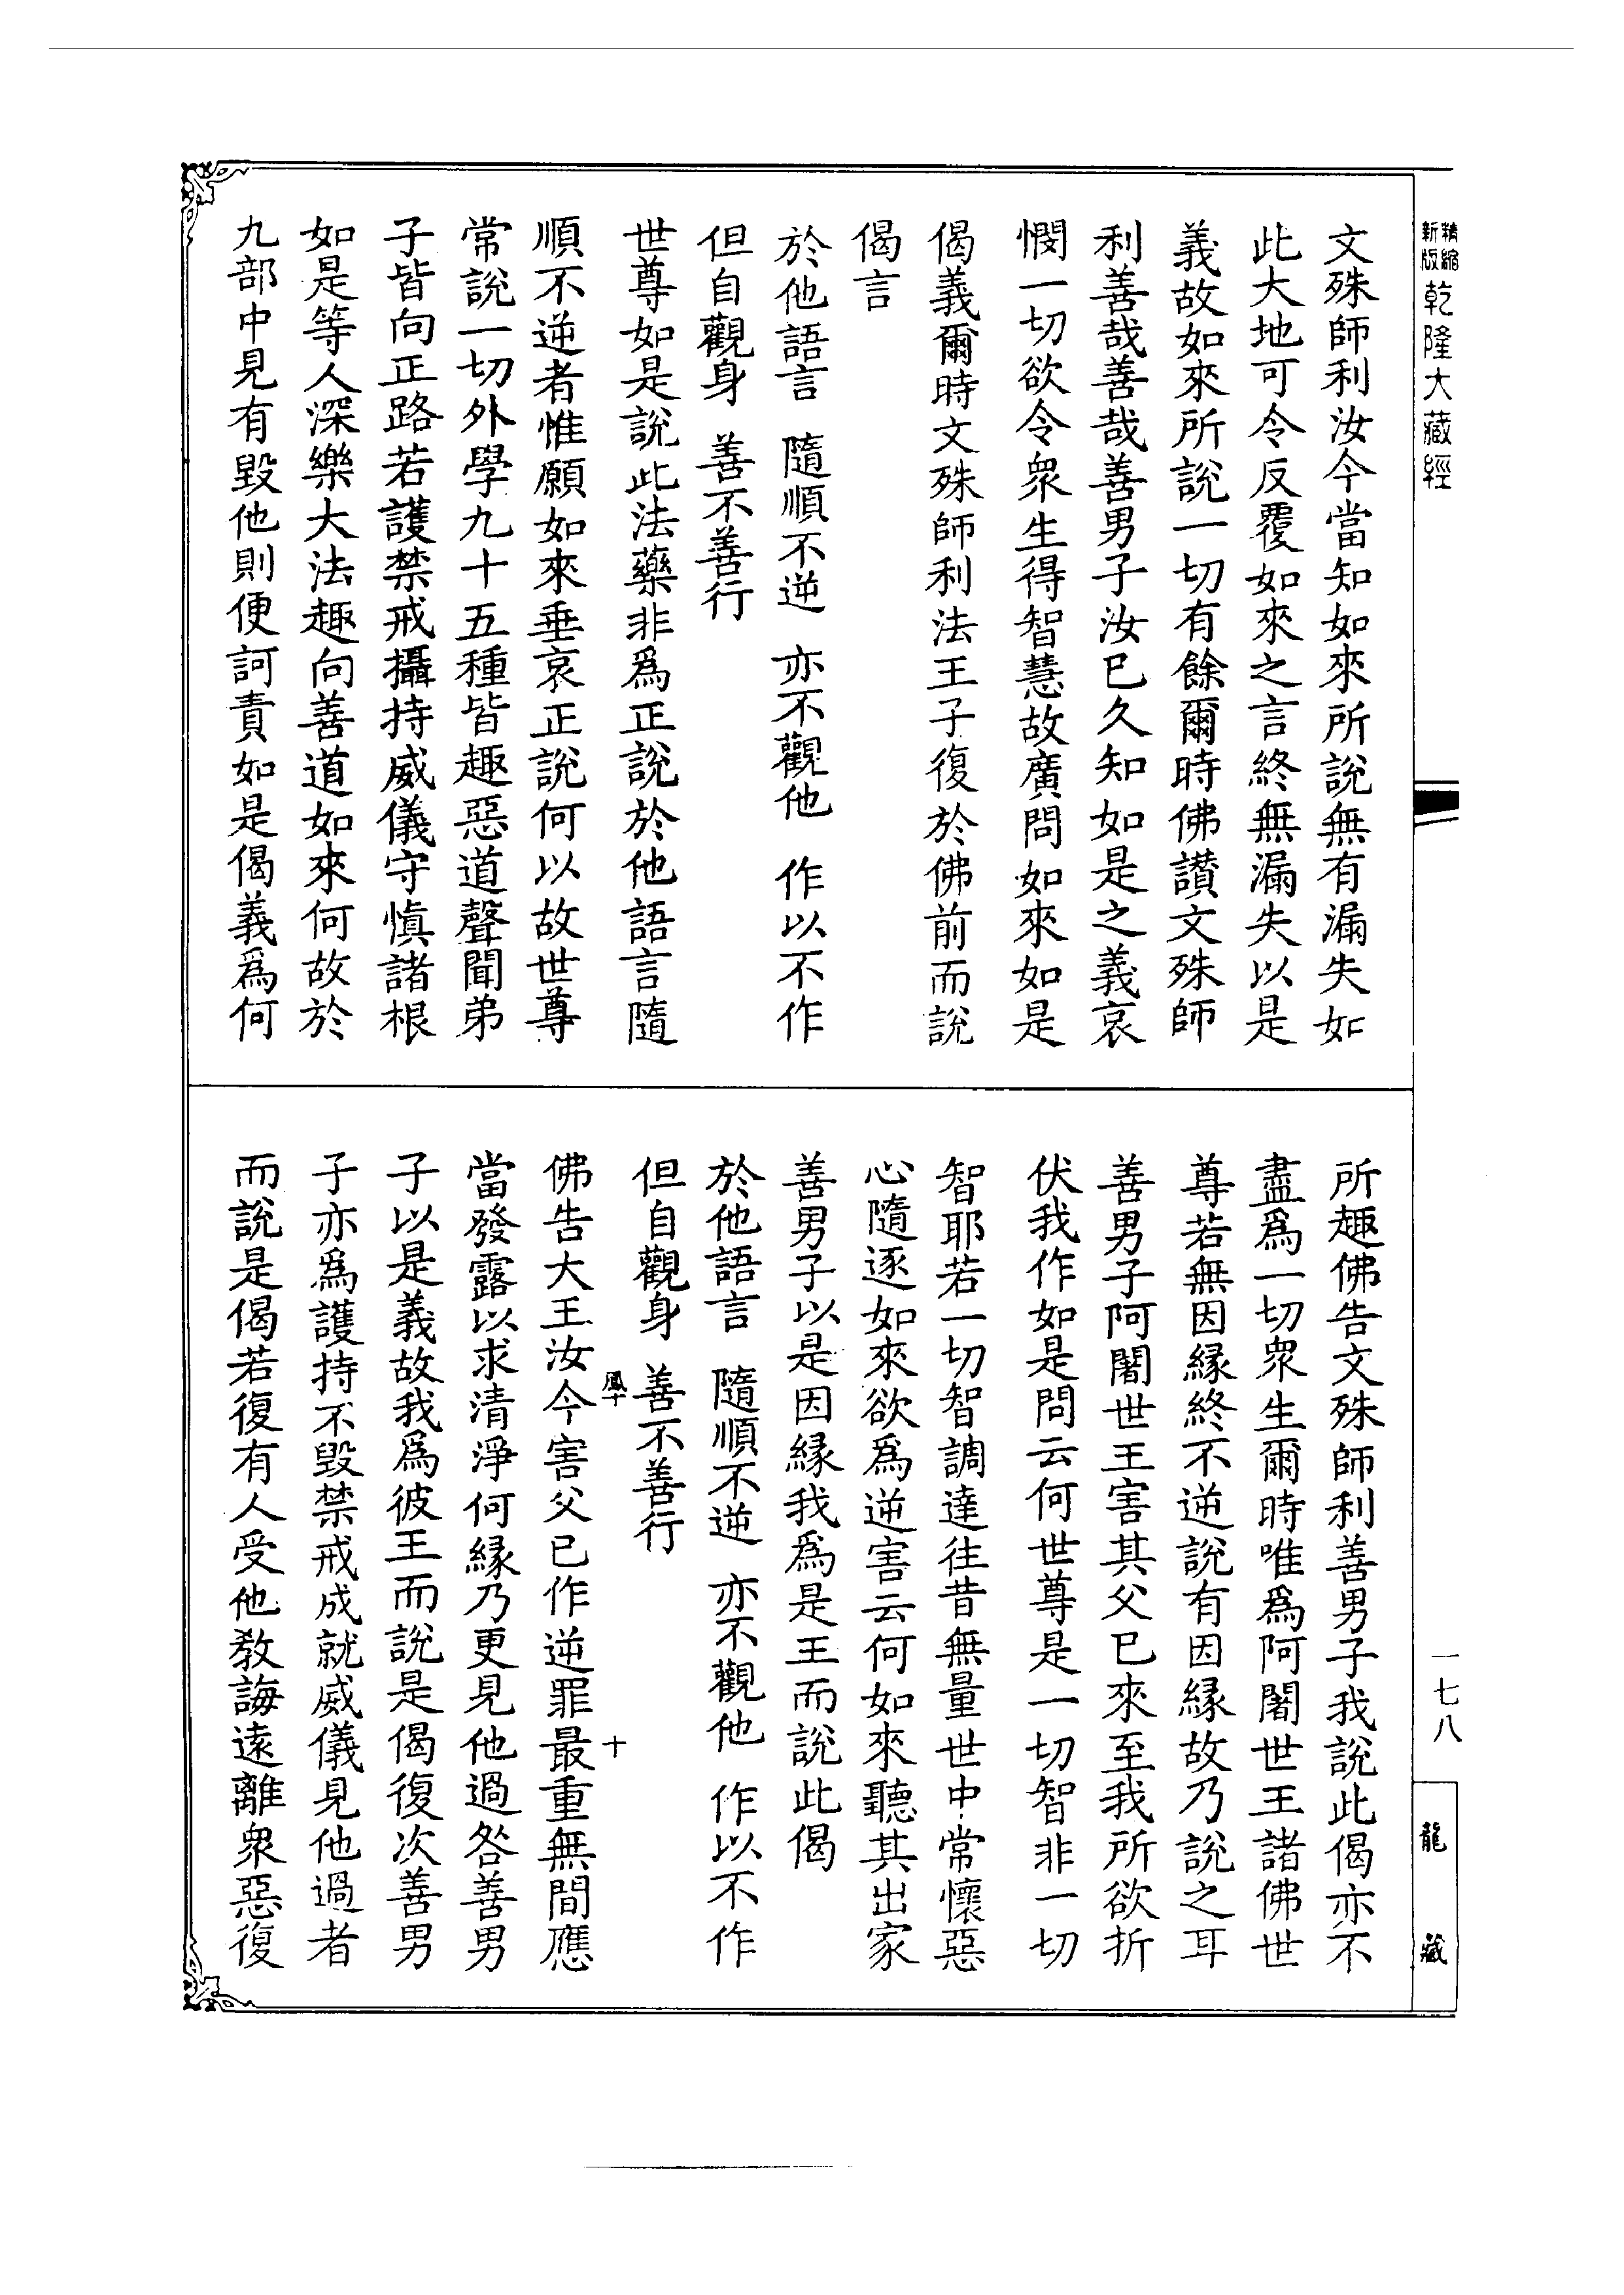 新版精縮乾隆大藏經
文殊師利汝今當知如來所說無有漏失如
此大地可令反覆如來之言終無漏失以是
義故如來所說一切有餘爾時佛讃文殊師
利善哉善哉善男子汝已久知如是之義哀
憫一切欲令衆生得智慧故廣問如來如是
偈義爾時文殊師利法王子復於佛前而說
偈言
於他語言　隨順不逆　亦不觀他　作以不作
但自觀身　善不善行
世尊如是說此法藥非爲正說於他語言隨
順不逆者惟願如來垂哀正說何以故世尊
常說一切外學九十五種皆趣惡道聲聞弟
子皆向正路若護禁戒攝持威儀守慎諸根
如是等人深樂大法趣向善道如來何故於
九部中見有毀他則便訶責如是偈義爲何
一七八
龍藏
所趣佛告文殊師利善男子我說此偈亦不
盡爲一切衆生爾時唯爲阿闍世王諸佛世
尊若無因緣終不逆說有因緣故乃說之耳
善男子阿闍世王害其父已來至我所欲折
伏我作如是問云何世尊是一切智非一切
智耶若一切智調達往昔無量世中常懷惡
心隨逐如來欲爲逆害云何如來聽其出家
善男子以是因緣我爲是王而說此偈
於他語言　隨順不逆　亦不觀他　作以不作
但自觀身　善不善行
鳳十　十
佛告大王汝今害父已作逆罪最重無間應
當發露以求清淨何緣乃更見他過咎善男
子以是義故我爲彼王而說是偈復次善男
子亦爲護持不毀禁戒成就威儀見他過者
而說是偈若復有人受他教誨遠離衆惡復